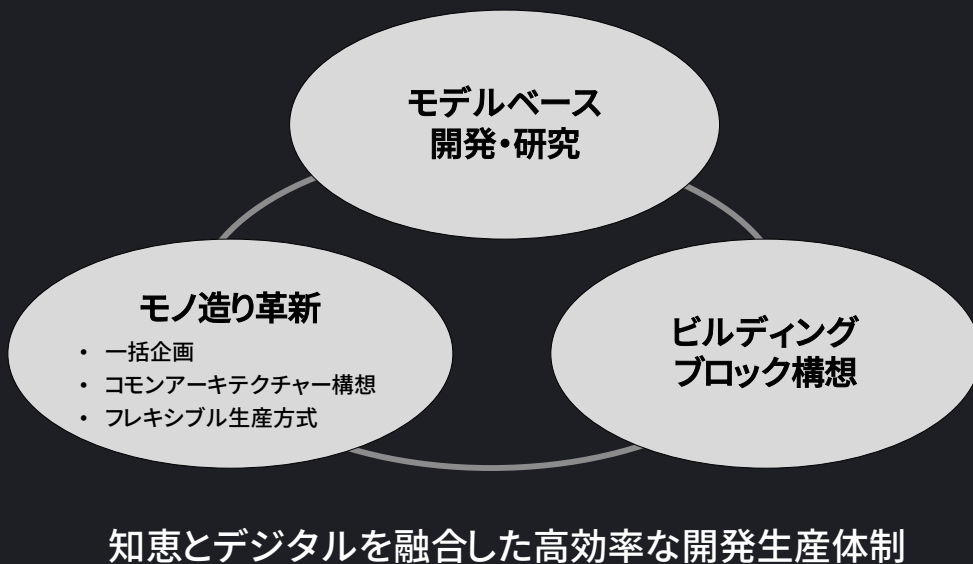 モデルベース
開発・研究
モノ造り革新
• 一括企画
• コモンアーキテクチャー構想
• フレキシブル生産方式
ビルディング
ブロック構想
知恵とデジタルを融合した高効率な開発生産体制